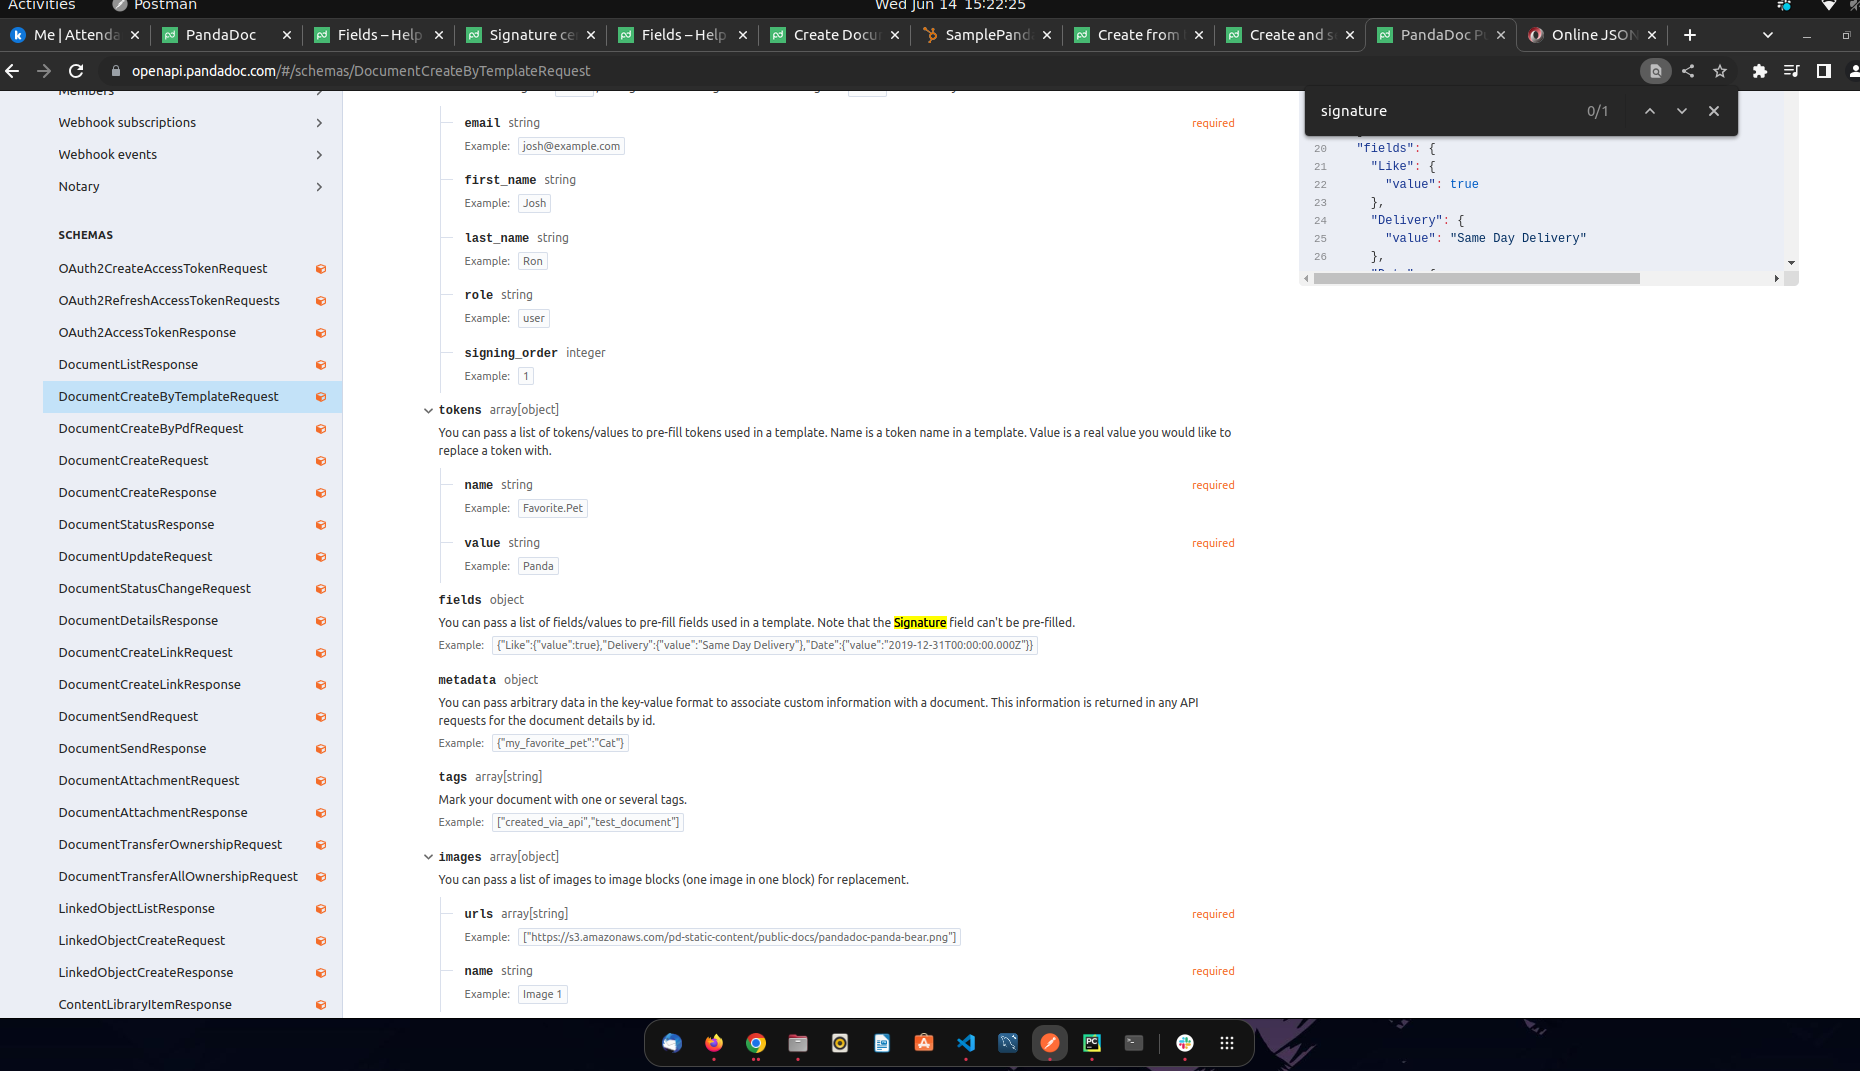 Activities
Postman
Wed Jun 14 15:22:25
Me | Attenda
PandaDoc
Fields – Help
Signature ce
Fields – Help
Create Docu
SamplePand
Create from
Create and s
PandaDoc Pu
Online JSON
openapi.pandadoc.com/#/schemas/DocumentCreateByTemplateRequest
signature
0/1
Members
Webhook subscriptions
Webhook events
Notary
SCHEMAS
OAuth2CreateAccessTokenRequest
OAuth2RefreshAccessTokenRequests
OAuth2AccessTokenResponse
DocumentListResponse
DocumentCreateByTemplateRequest
DocumentCreateByPdfRequest
DocumentCreateRequest
DocumentCreateResponse
DocumentStatusResponse
DocumentUpdateRequest
DocumentStatusChangeRequest
DocumentDetailsResponse
DocumentCreateLinkRequest
DocumentCreateLinkResponse
DocumentSendRequest
DocumentSendResponse
DocumentAttachmentRequest
DocumentAttachmentResponse
DocumentTransferOwnershipRequest
DocumentTransferAllOwnershipRequest
LinkedObjectListResponse
LinkedObjectCreateRequest
LinkedObjectCreateResponse
ContentLibraryItemResponse
email string required
Example: josh@example.com
first_name string
Example: Josh
last_name string
Example: Ron
role string
Example: user
signing_order integer
Example: 1
tokens array[object]
You can pass a list of tokens/values to pre-fill tokens used in a template. Name is a token name in a template. Value is a real value you would like to
replace a token with.
name string required
Example: Favorite.Pet
value string required
Example: Panda
fields object
You can pass a list of fields/values to pre-fill fields used in a template. Note that the Signature field can't be pre-filled.
Example: {"Like":{"value":true},"Delivery":{"value":"Same Day Delivery"},"Date":{"value":"2019-12-31T00:00:00.000Z"}}
metadata object
You can pass arbitrary data in the key-value format to associate custom information with a document. This information is returned in any API
requests for the document details by id.
Example: {"my_favorite_pet":"Cat"}
tags array[string]
Mark your document with one or several tags.
Example: ["created_via_api","test_document"]
images array[object]
You can pass a list of images to image blocks (one image in one block) for replacement.
urls array[string] required
Example: ["https://s3.amazonaws.com/pd-static-content/public-docs/pandadoc-panda-bear.png"]
name string required
Example: Image 1
20 "fields": {
21 "Like": {
22 "value": true
23 },
24 "Delivery": {
25 "value": "Same Day Delivery"
26 },